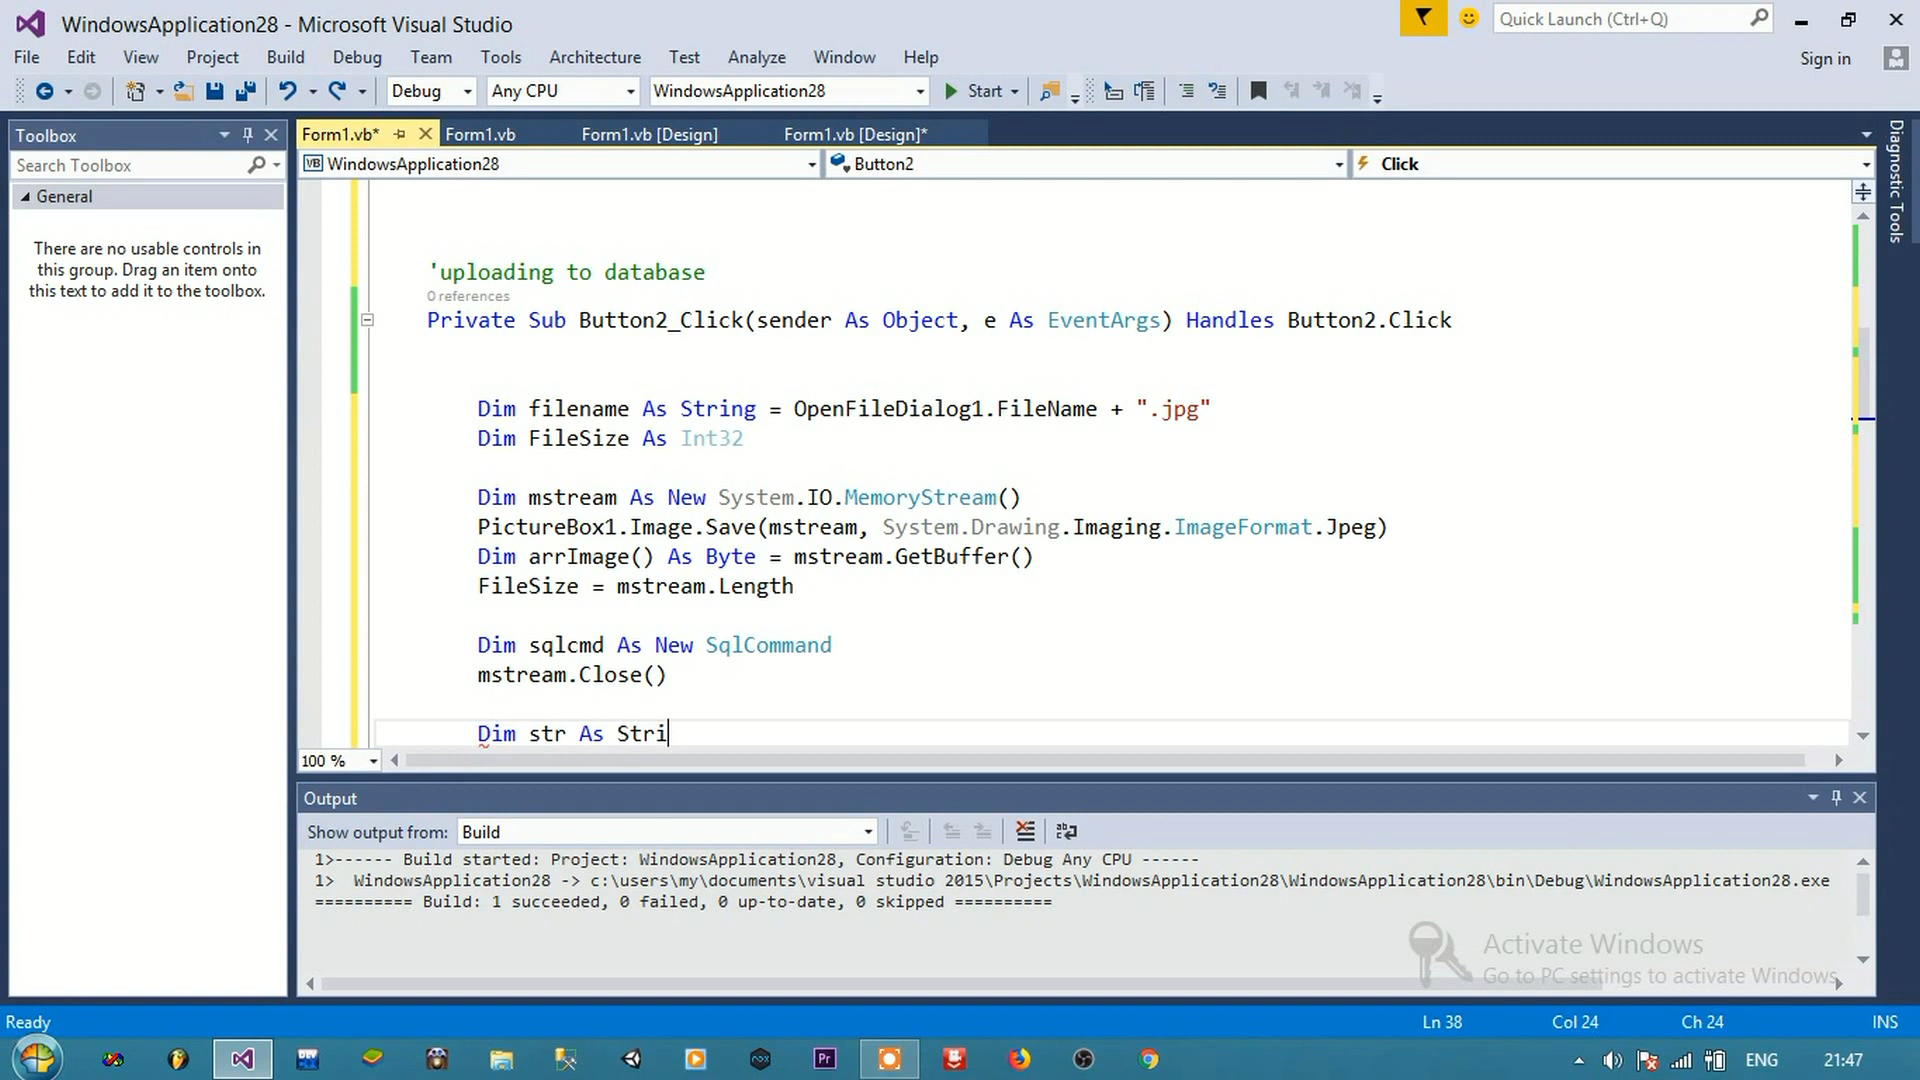 WindowsApplication28 - Microsoft Visual Studio
Quick Launch (Ctrl+Q)
File Edit View Project Build Debug Team Tools Architecture Test Analyze Window Help
Sign in
Debug Any CPU WindowsApplication28 Start
Toolbox
Form1.vb* Form1.vb Form1.vb [Design] Form1.vb [Design]*
Diagnostic Tools
Search Toolbox
VB WindowsApplication28 Button2 Click
General
There are no usable controls in
this group. Drag an item onto
this text to add it to the toolbox.
'uploading to database
0 references
Private Sub Button2_Click(sender As Object, e As EventArgs) Handles Button2.Click
Dim filename As String = OpenFileDialog1.FileName + ".jpg"
Dim FileSize As Int32
Dim mstream As New System.IO.MemoryStream()
PictureBox1.Image.Save(mstream, System.Drawing.Imaging.ImageFormat.Jpeg)
Dim arrImage() As Byte = mstream.GetBuffer()
FileSize = mstream.Length
Dim sqlcmd As New SqlCommand
mstream.Close()
Dim str As Stri
100 %
Output
Show output from: Build
1>------ Build started: Project: WindowsApplication28, Configuration: Debug Any CPU ------
1>  WindowsApplication28 -> c:\users\my\documents\visual studio 2015\Projects\WindowsApplication28\WindowsApplication28\bin\Debug\WindowsApplication28.exe
========== Build: 1 succeeded, 0 failed, 0 up-to-date, 0 skipped ==========
Activate Windows
Go to PC settings to activate Windows.
Ready Ln 38 Col 24 Ch 24 INS
Pr ENG 21:47